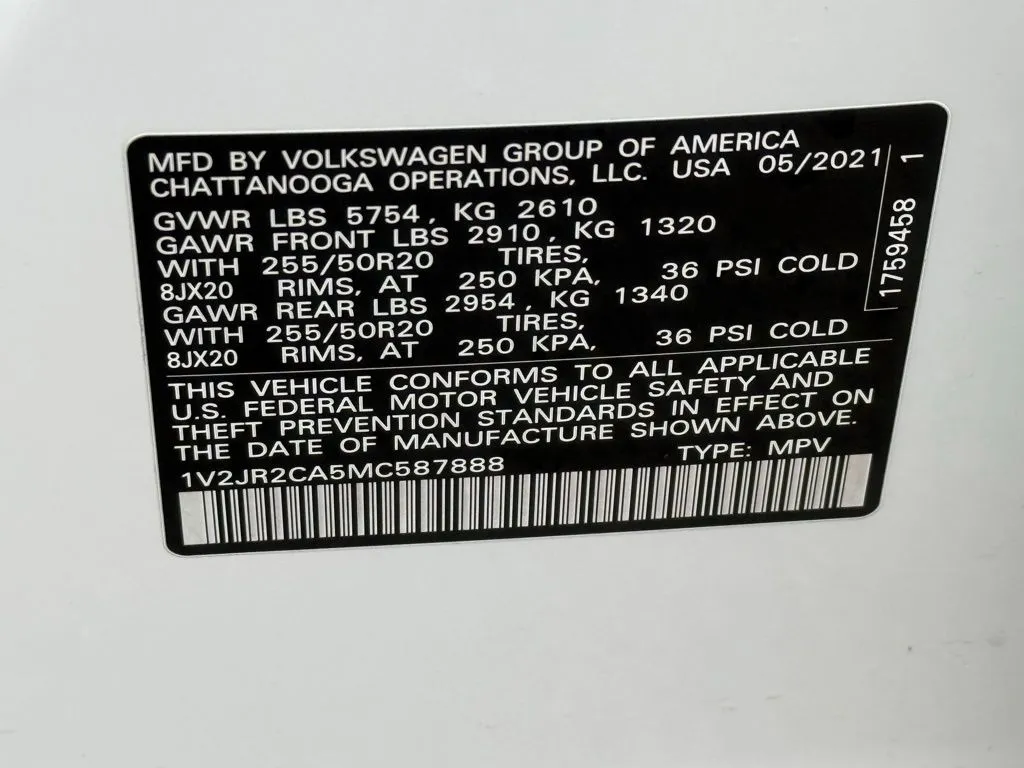 MFD BY VOLKSWAGEN GROUP OF AMERICA
CHATTANOOGA OPERATIONS, LLC. USA 05/2021
GVWR LBS 5754, KG 2610
GAWR FRONT LBS 2910, KG 1320
WITH 255/50R20 TIRES,
8JX20 RIMS, AT 250 KPA, 36 PSI COLD
GAWR REAR LBS 2954, KG 1340
WITH 255/50R20 TIRES,
8JX20 RIMS, AT 250 KPA, 36 PSI COLD
1759458 1
THIS VEHICLE CONFORMS TO ALL APPLICABLE
U.S. FEDERAL MOTOR VEHICLE SAFETY AND
THEFT PREVENTION STANDARDS IN EFFECT ON
THE DATE OF MANUFACTURE SHOWN ABOVE.
1V2JR2CA5MC587888 TYPE: MPV